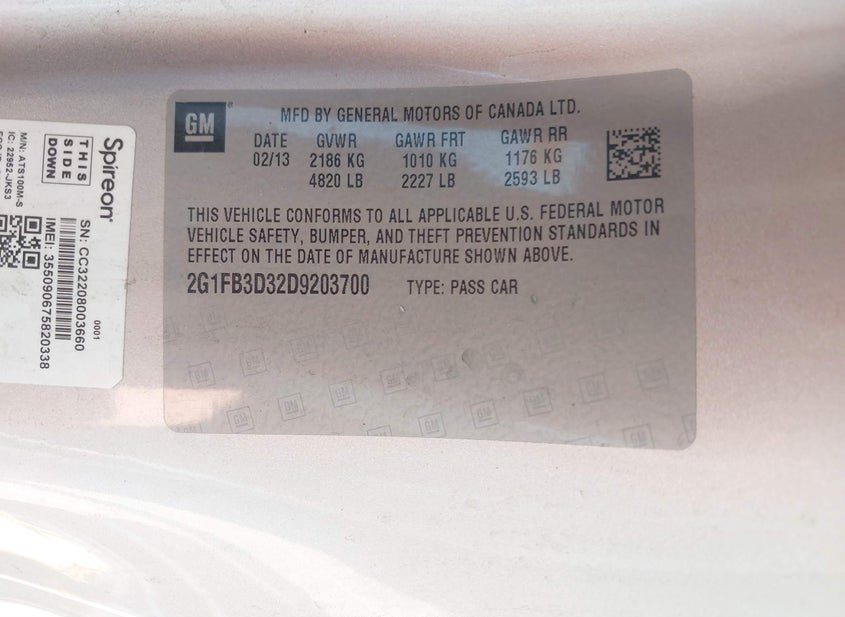 GM
MFD BY GENERAL MOTORS OF CANADA LTD.
DATE GVWR GAWR FRT GAWR RR
02/13 2186 KG 1010 KG 1176 KG
4820 LB 2227 LB 2593 LB
THIS VEHICLE CONFORMS TO ALL APPLICABLE U.S. FEDERAL MOTOR
VEHICLE SAFETY, BUMPER, AND THEFT PREVENTION STANDARDS IN
EFFECT ON THE DATE OF MANUFACTURE SHOWN ABOVE.
2G1FB3D32D9203700 TYPE: PASS CAR
Spireon
THIS
SIDE
DOWN
M/N: ATS100M-S
IC: 22952-JKS3
0001
SN: CC32208003660
IMEI: 355090675820338